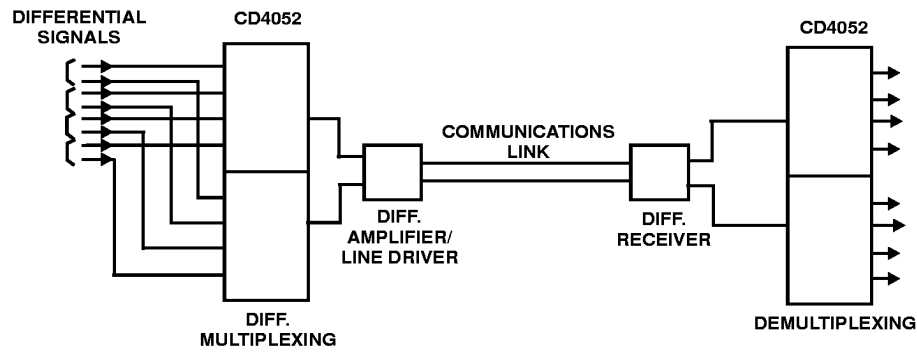 DIFFERENTIAL
SIGNALS
CD4052
CD4052
COMMUNICATIONS
LINK
DIFF.
AMPLIFIER/
LINE DRIVER
DIFF.
RECEIVER
DIFF.
MULTIPLEXING
DEMULTIPLEXING